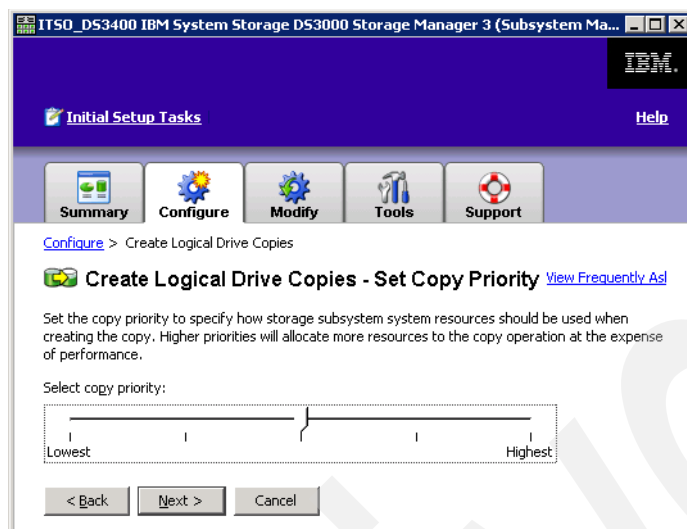 ITSO_DS3400 IBM System Storage DS3000 Storage Manager 3 (Subsystem Ma...
IBM.
Initial Setup Tasks
Help
Summary
Configure
Modify
Tools
Support
Configure > Create Logical Drive Copies
Create Logical Drive Copies - Set Copy Priority View Frequently Asl
Set the copy priority to specify how storage subsystem system resources should be used when
creating the copy. Higher priorities will allocate more resources to the copy operation at the expense
of performance.
Select copy priority:
Lowest
Highest
< Back
Next >
Cancel